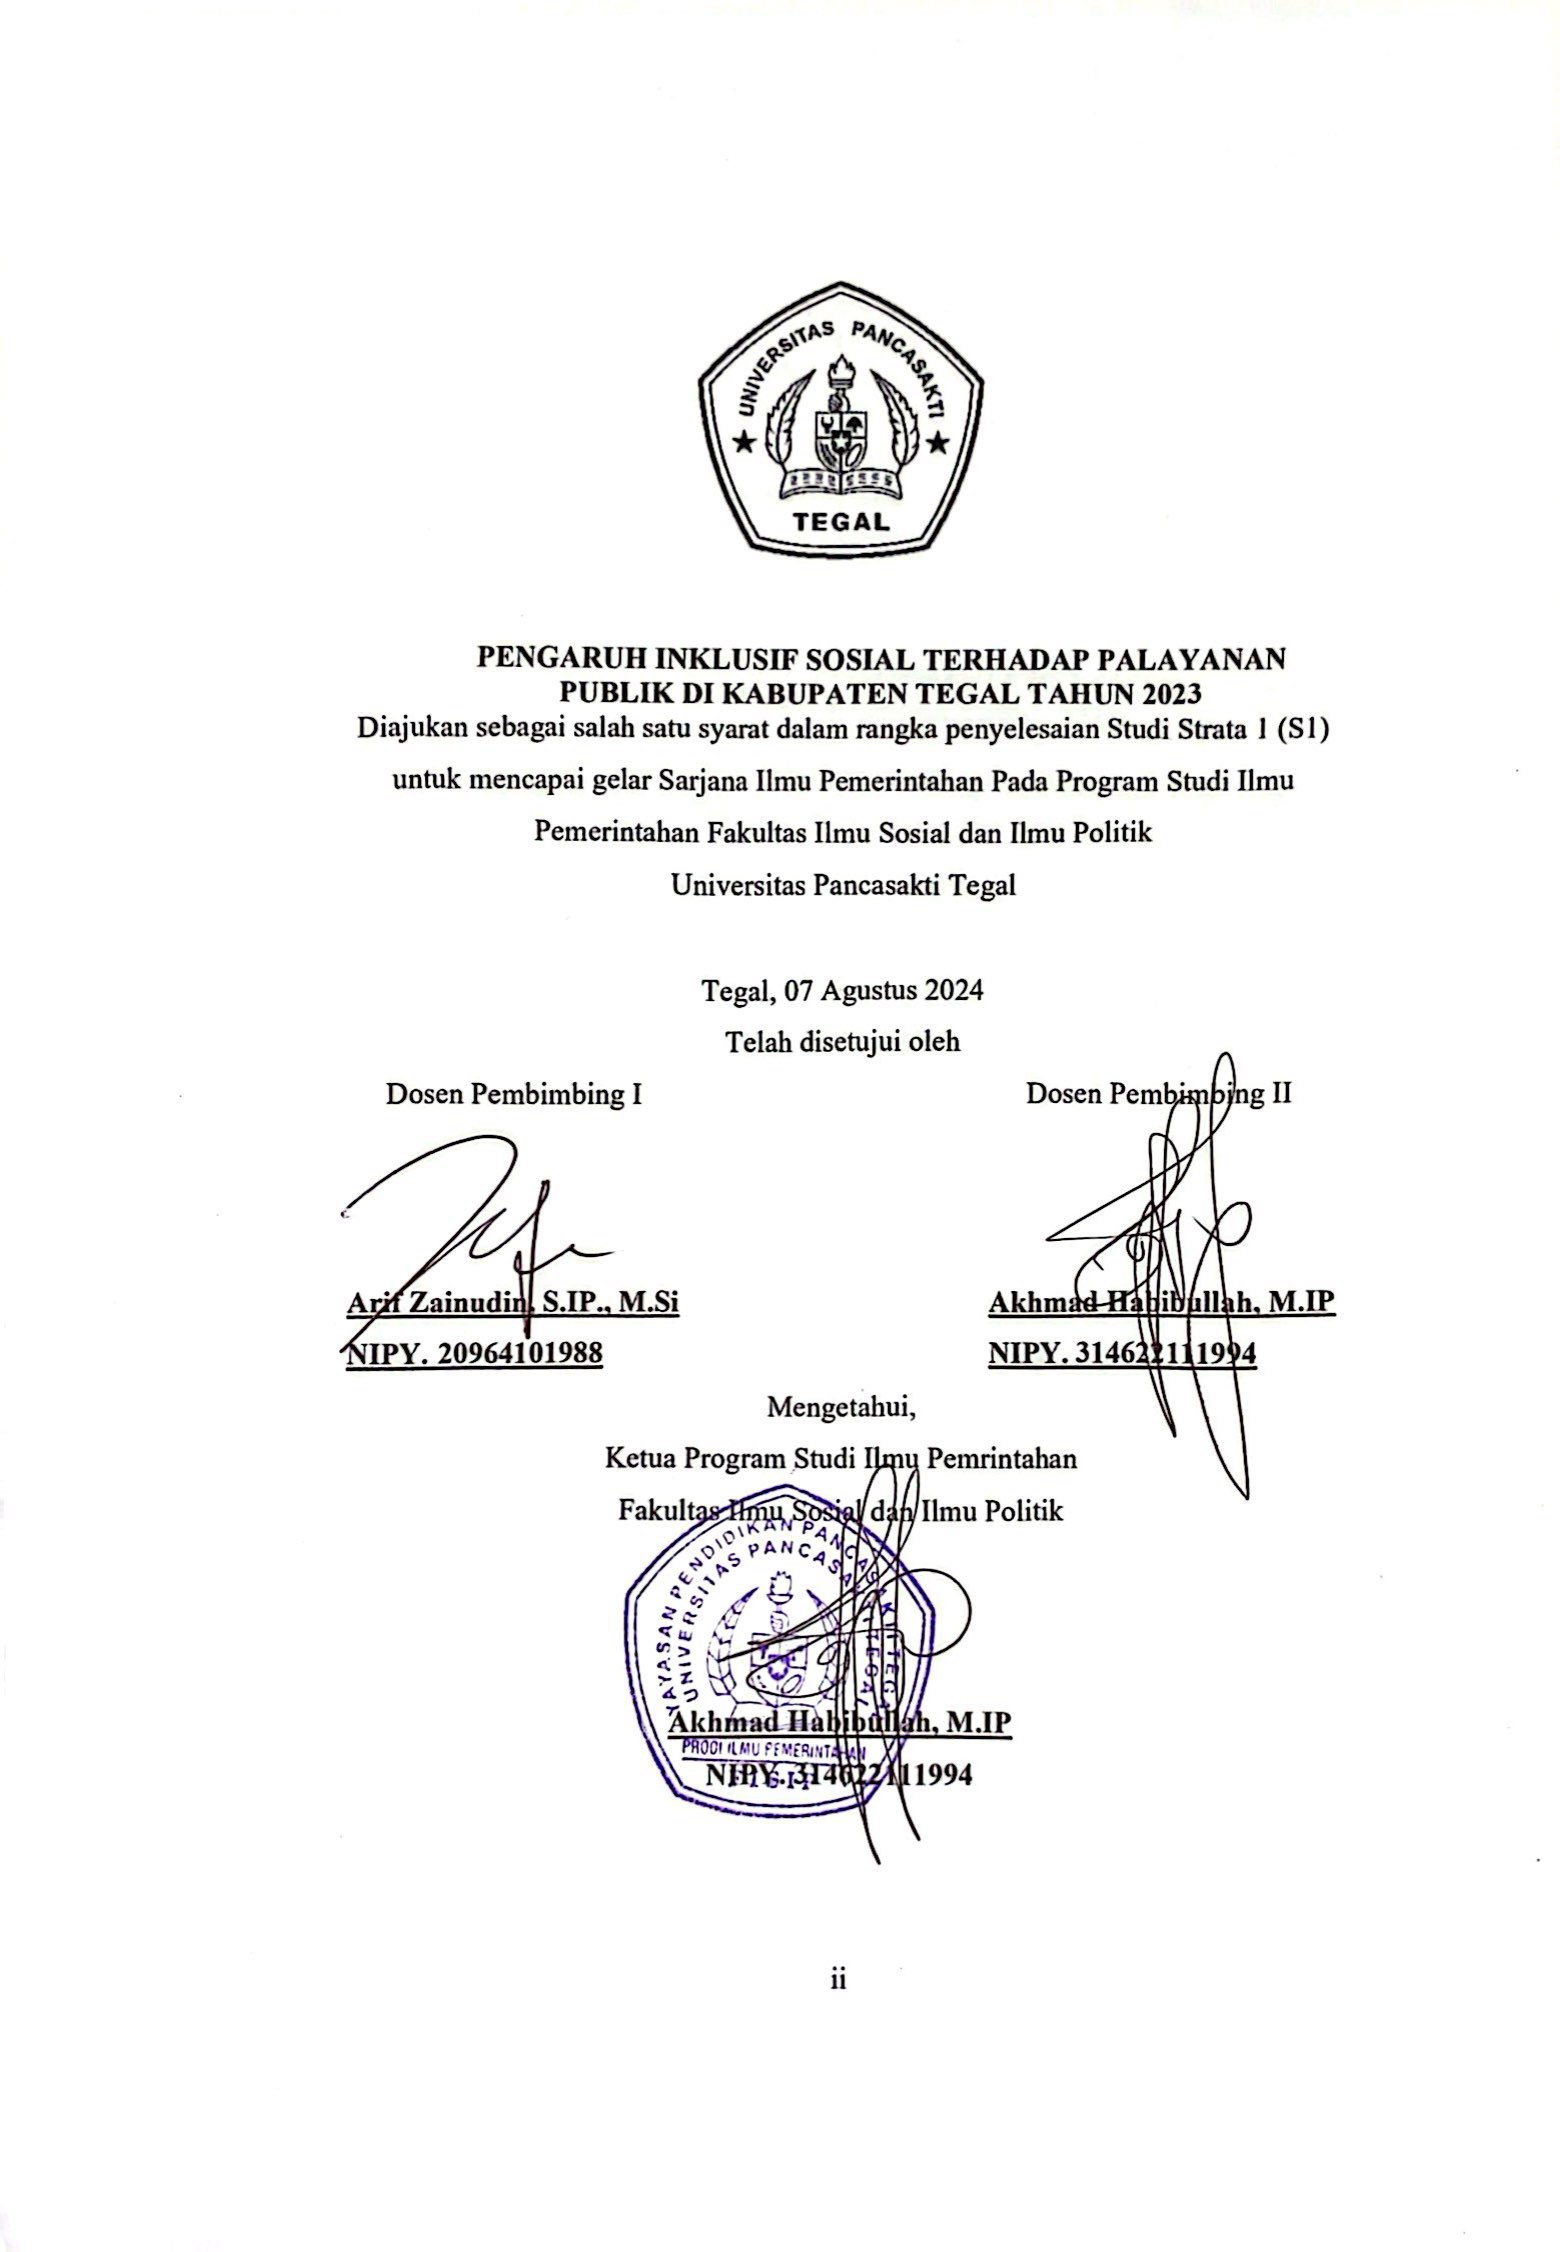 UNIVERSITAS PANCASAKTI
TEGAL
PENGARUH INKLUSIF SOSIAL TERHADAP PALAYANAN
PUBLIK DI KABUPATEN TEGAL TAHUN 2023
Diajukan sebagai salah satu syarat dalam rangka penyelesaian Studi Strata 1 (S1)
untuk mencapai gelar Sarjana Ilmu Pemerintahan Pada Program Studi Ilmu
Pemerintahan Fakultas Ilmu Sosial dan Ilmu Politik
Universitas Pancasakti Tegal
Tegal, 07 Agustus 2024
Telah disetujui oleh
Dosen Pembimbing I
Dosen Pembimbing II
Arif Zainudin, S.IP., M.Si
Akhmad Habibullah, M.IP
NIPY. 20964101988
NIPY. 314622111994
Mengetahui,
Ketua Program Studi Ilmu Pemrintahan
Fakultas Ilmu Sosial dan Ilmu Politik
YAYASAN PENDIDIKAN PANCASAKTI TEGAL
UNIVERSITAS PANCASAKTI TEGAL
Akhmad Habibullah, M.IP
PRODI ILMU PEMERINTAHAN
NIPY. 314622111994
ii